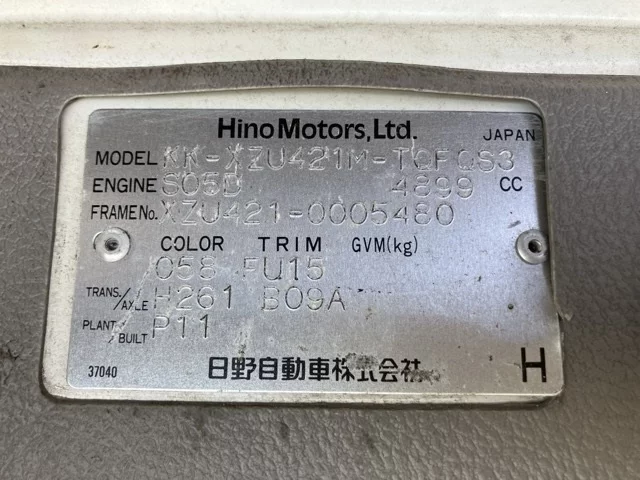 Hino Motors, Ltd. JAPAN
MODEL KK-XZU421M-TQFQS3
ENGINE S05D 4899 CC
FRAME No. XZU421-0005480
COLOR TRIM GVM(kg)
058 FU15
TRANS./AXLE H261 B09A
PLANT/BUILT P11
37040 日野自動車株式会社 H